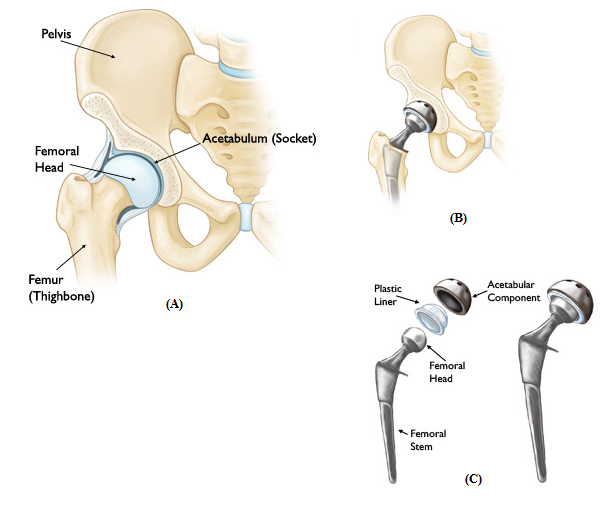 Pelvis
Acetabulum (Socket)
Femoral
Head
Femur
(Thighbone)
(A)
(B)
Plastic
Liner
Acetabular
Component
Femoral
Head
Femoral
Stem
(C)